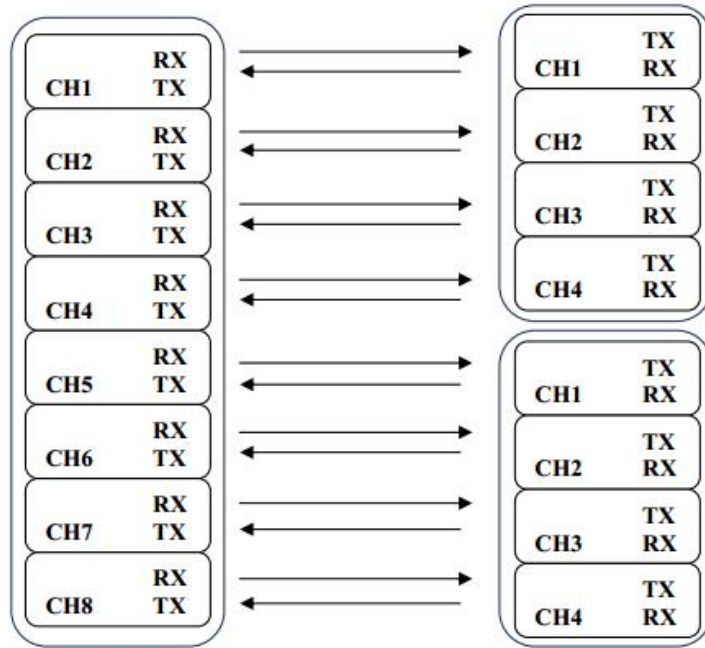 RX
CH1 TX
RX
CH2 TX
RX
CH3 TX
RX
CH4 TX
RX
CH5 TX
RX
CH6 TX
RX
CH7 TX
RX
CH8 TX
TX
CH1 RX
TX
CH2 RX
TX
CH3 RX
TX
CH4 RX
TX
CH1 RX
TX
CH2 RX
TX
CH3 RX
TX
CH4 RX